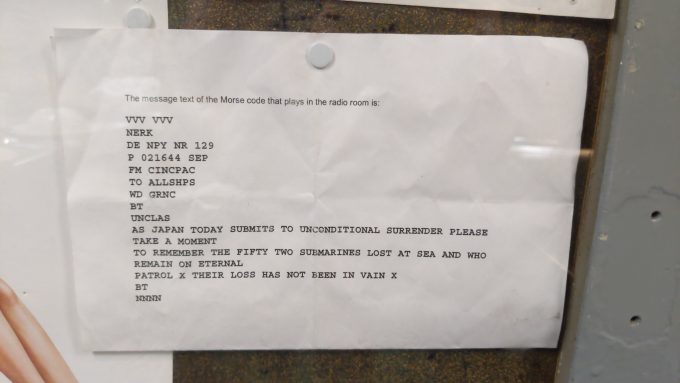 The message text of the Morse code that plays in the radio room is:
VVV VVV
NERK
DE NPY NR 129
P 021644 SEP
FM CINCPAC
TO ALLSHPS
WD GRNC
BT
UNCLAS
AS JAPAN TODAY SUBMITS TO UNCONDITIONAL SURRENDER PLEASE
TAKE A MOMENT
TO REMEMBER THE FIFTY TWO SUBMARINES LOST AT SEA AND WHO
REMAIN ON ETERNAL
PATROL X THEIR LOSS HAS NOT BEEN IN VAIN X
BT
NNNN